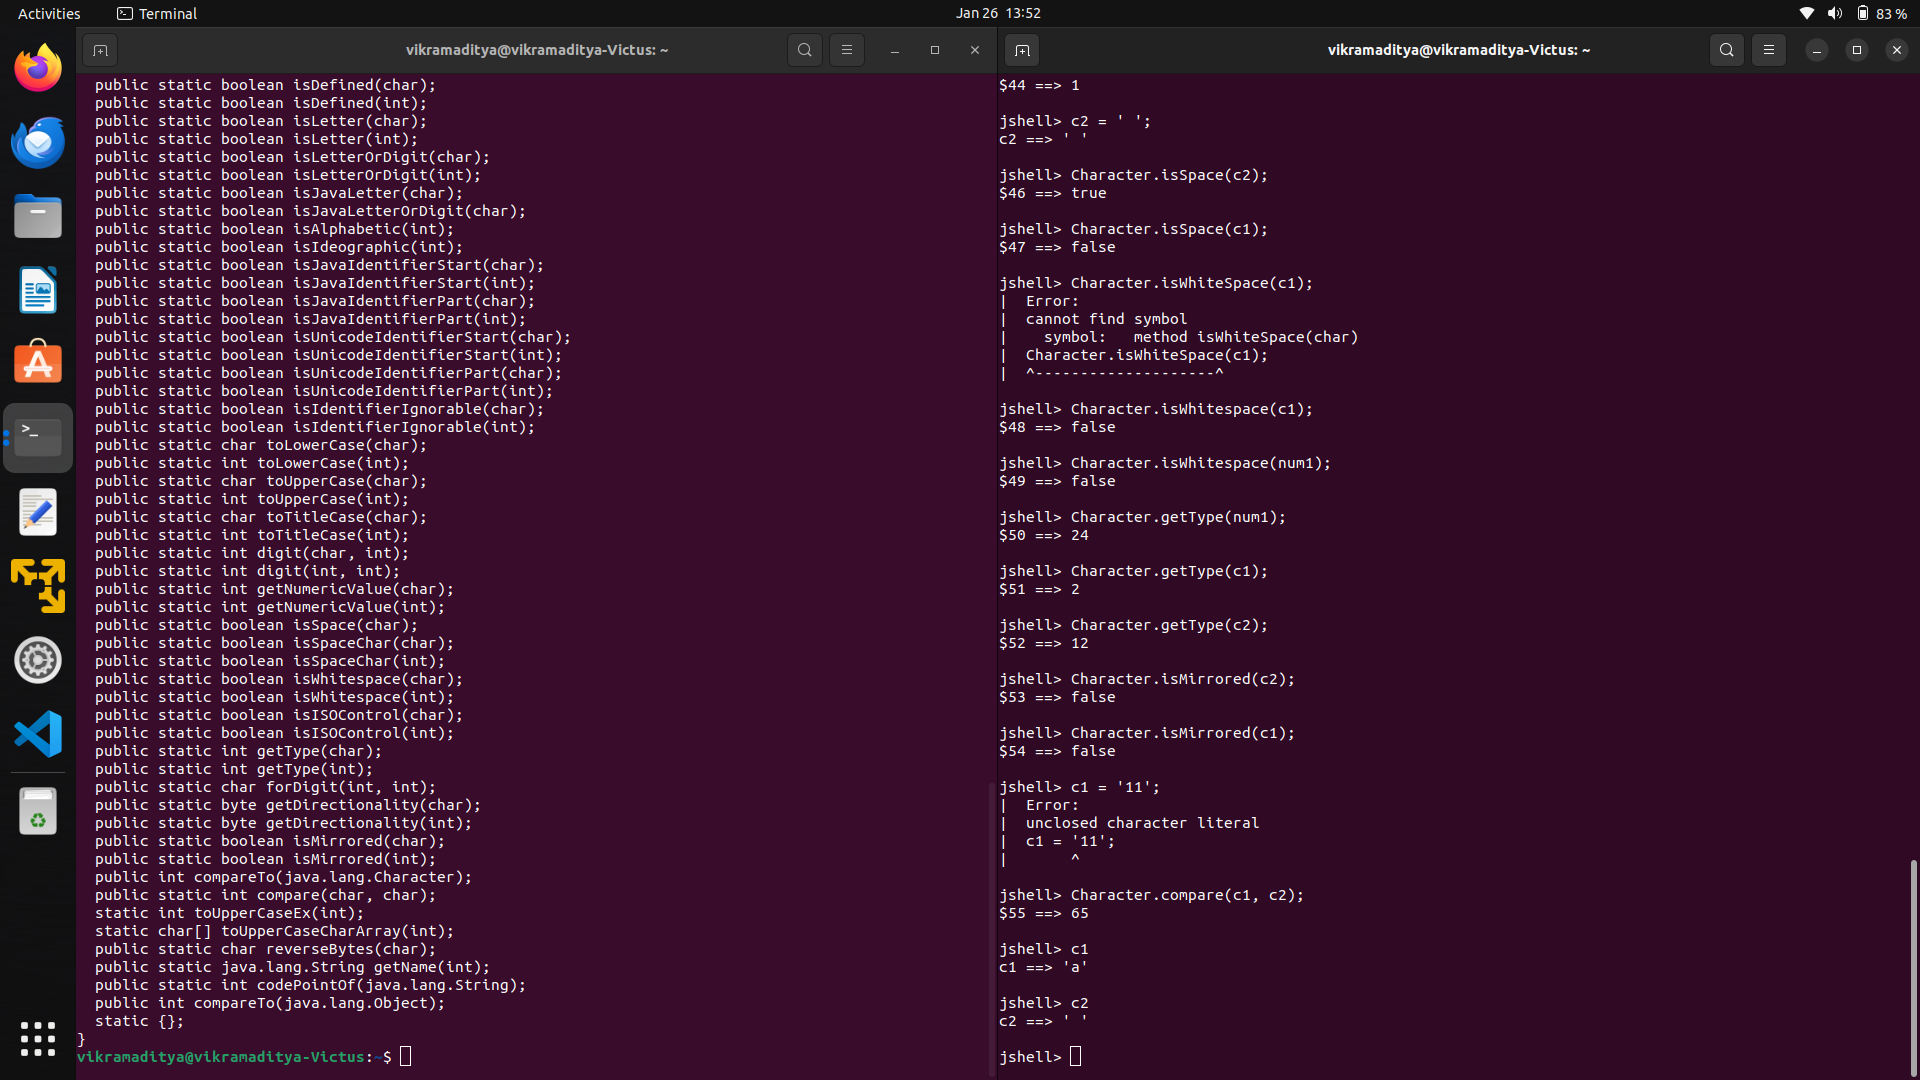 Activities
Terminal
Jan 26 13:52
83 %
vikramaditya@vikramaditya-Victus: ~
public static boolean isDefined(char);
public static boolean isDefined(int);
public static boolean isLetter(char);
public static boolean isLetter(int);
public static boolean isLetterOrDigit(char);
public static boolean isLetterOrDigit(int);
public static boolean isJavaLetter(char);
public static boolean isJavaLetterOrDigit(char);
public static boolean isAlphabetic(int);
public static boolean isIdeographic(int);
public static boolean isJavaIdentifierStart(char);
public static boolean isJavaIdentifierStart(int);
public static boolean isJavaIdentifierPart(char);
public static boolean isJavaIdentifierPart(int);
public static boolean isUnicodeIdentifierStart(char);
public static boolean isUnicodeIdentifierStart(int);
public static boolean isUnicodeIdentifierPart(char);
public static boolean isUnicodeIdentifierPart(int);
public static boolean isIdentifierIgnorable(char);
public static boolean isIdentifierIgnorable(int);
public static char toLowerCase(char);
public static int toLowerCase(int);
public static char toUpperCase(char);
public static int toUpperCase(int);
public static char toTitleCase(char);
public static int toTitleCase(int);
public static int digit(char, int);
public static int digit(int, int);
public static int getNumericValue(char);
public static int getNumericValue(int);
public static boolean isSpace(char);
public static boolean isSpaceChar(char);
public static boolean isSpaceChar(int);
public static boolean isWhitespace(char);
public static boolean isWhitespace(int);
public static boolean isISOControl(char);
public static boolean isISOControl(int);
public static int getType(char);
public static int getType(int);
public static char forDigit(int, int);
public static byte getDirectionality(char);
public static byte getDirectionality(int);
public static boolean isMirrored(char);
public static boolean isMirrored(int);
public int compareTo(java.lang.Character);
public static int compare(char, char);
static int toUpperCaseEx(int);
static char[] toUpperCaseCharArray(int);
public static char reverseBytes(char);
public static java.lang.String getName(int);
public static int codePointOf(java.lang.String);
public int compareTo(java.lang.Object);
static {};
}
vikramaditya@vikramaditya-Victus:~$
vikramaditya@vikramaditya-Victus: ~
$44 ==> 1
jshell> c2 = ' ';
c2 ==> ' '
jshell> Character.isSpace(c2);
$46 ==> true
jshell> Character.isSpace(c1);
$47 ==> false
jshell> Character.isWhiteSpace(c1);
|  Error:
|  cannot find symbol
|    symbol:   method isWhiteSpace(char)
|  Character.isWhiteSpace(c1);
|  ^--------------------^
jshell> Character.isWhitespace(c1);
$48 ==> false
jshell> Character.isWhitespace(num1);
$49 ==> false
jshell> Character.getType(num1);
$50 ==> 24
jshell> Character.getType(c1);
$51 ==> 2
jshell> Character.getType(c2);
$52 ==> 12
jshell> Character.isMirrored(c2);
$53 ==> false
jshell> Character.isMirrored(c1);
$54 ==> false
jshell> c1 = '11';
|  Error:
|  unclosed character literal
|  c1 = '11';
|       ^
jshell> Character.compare(c1, c2);
$55 ==> 65
jshell> c1
c1 ==> 'a'
jshell> c2
c2 ==> ' '
jshell>